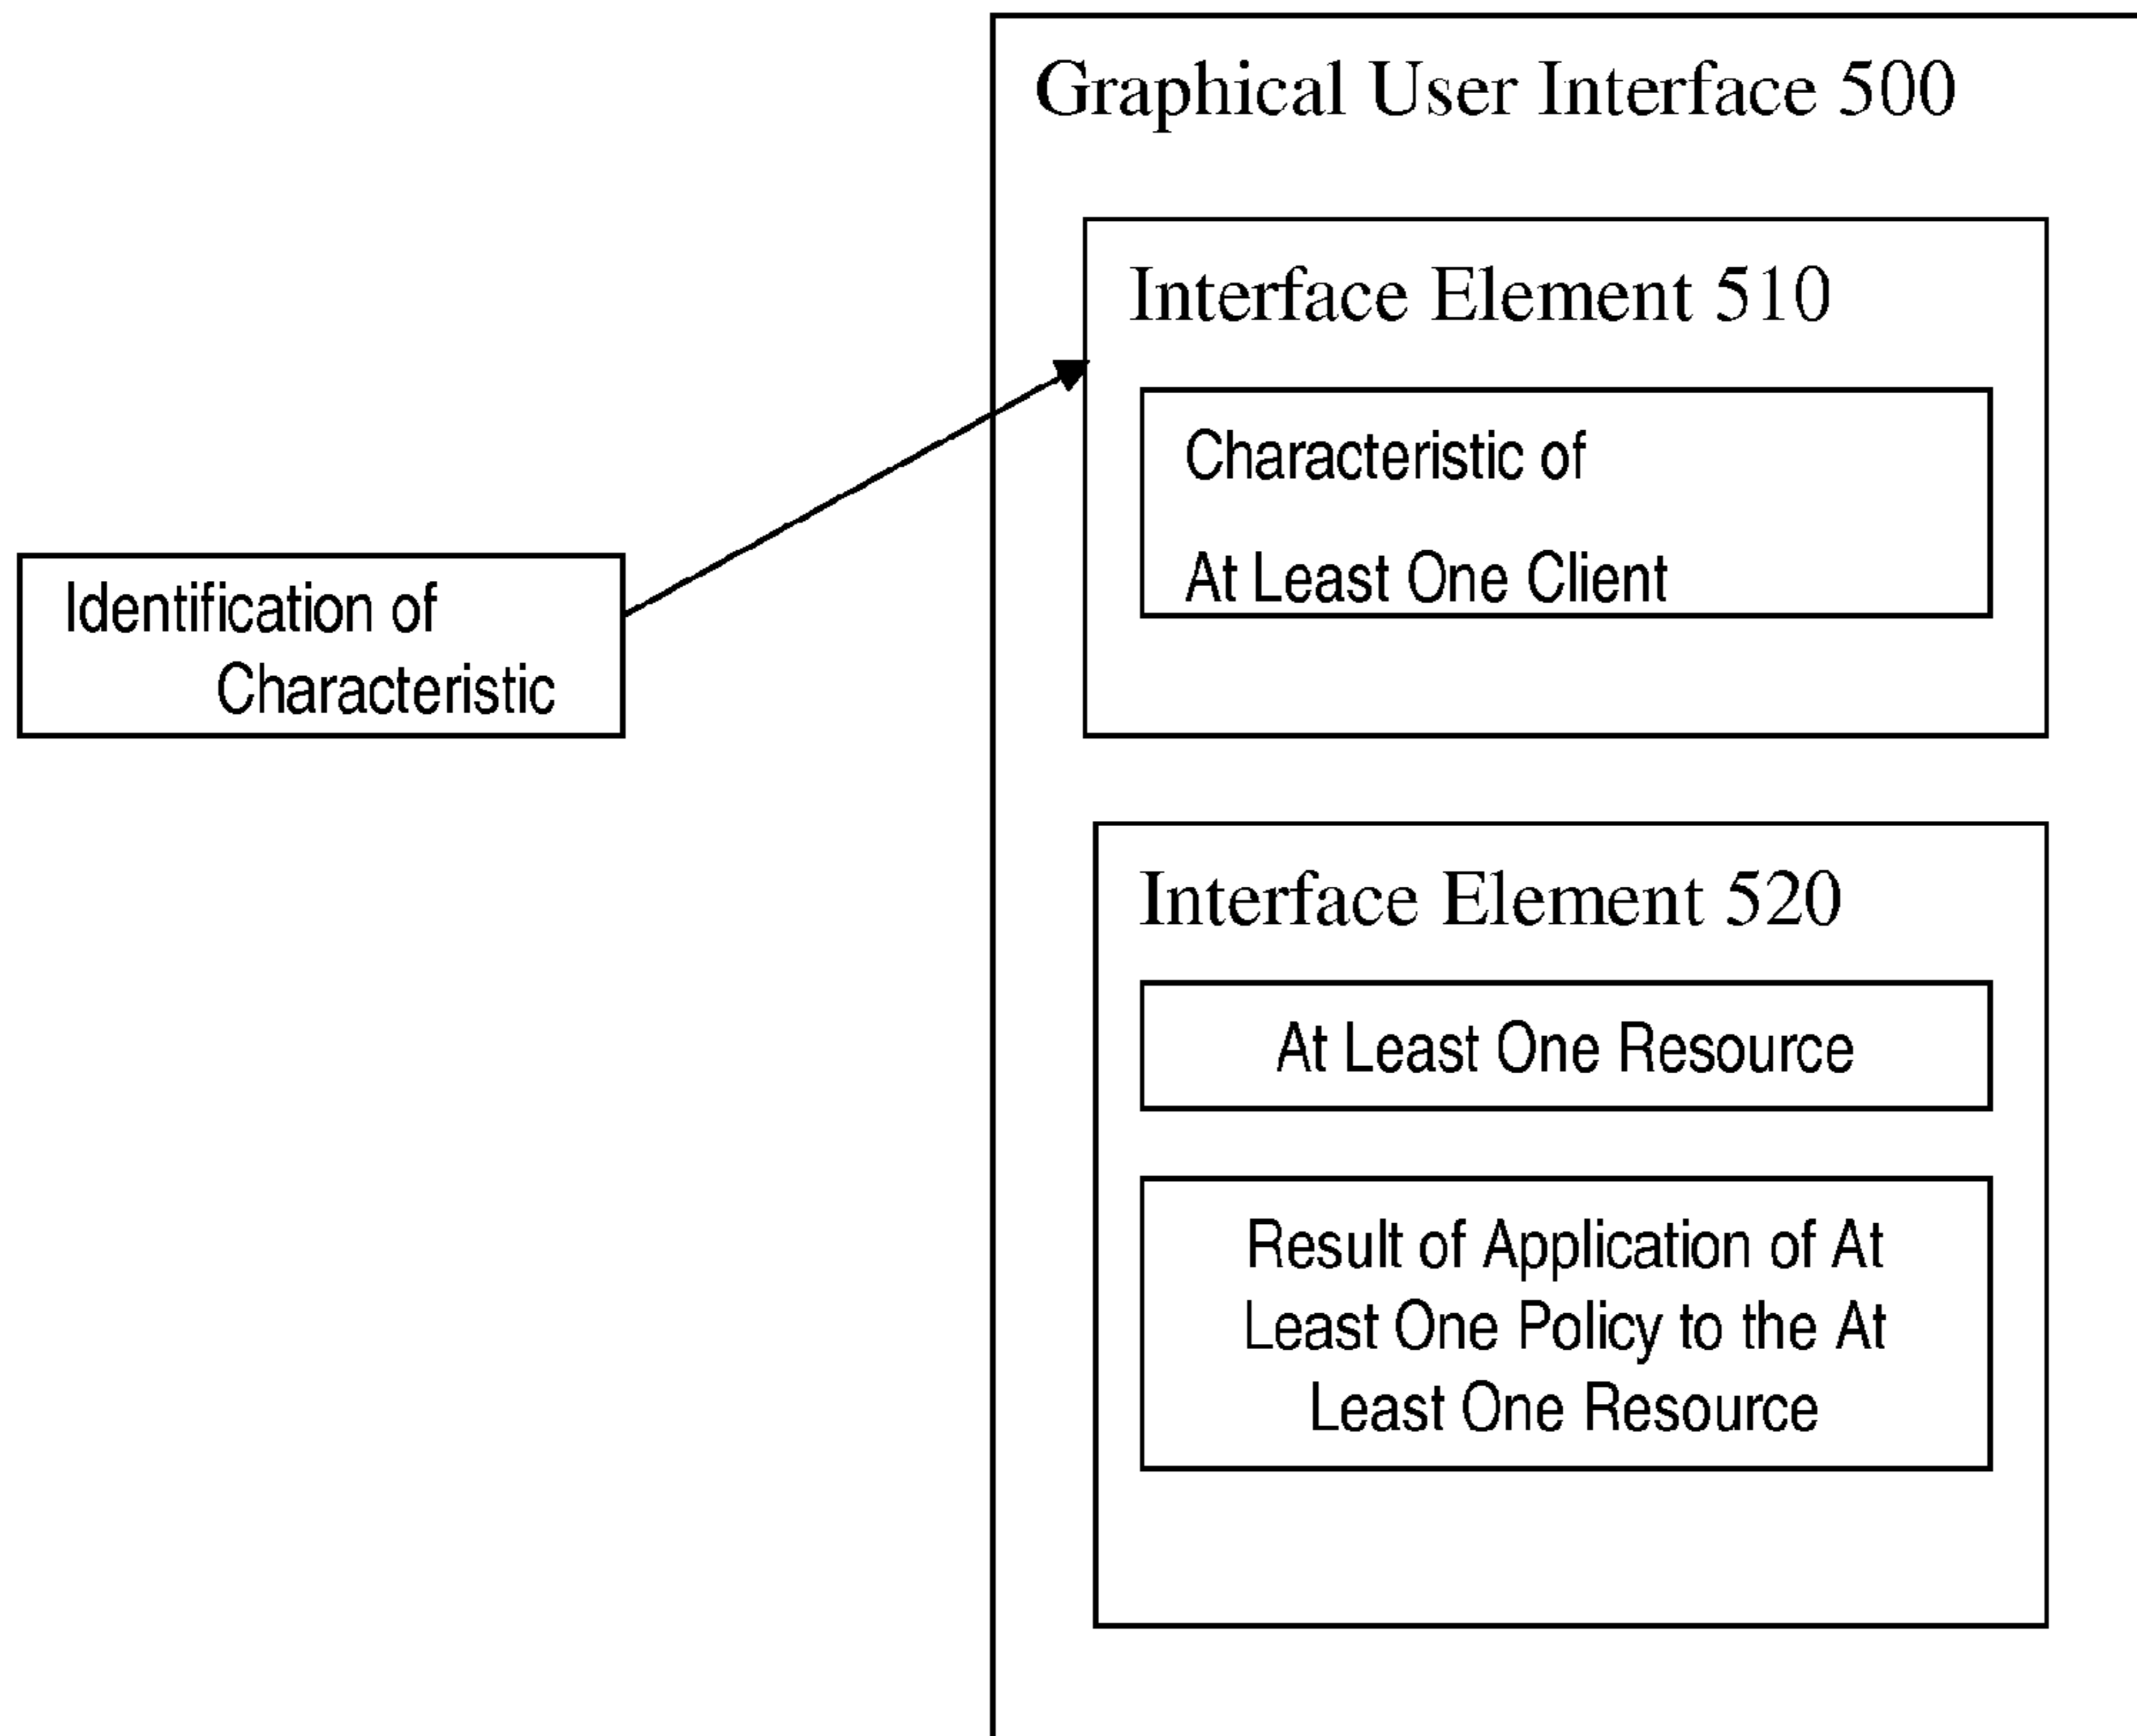 Graphical User Interface 500
Interface Element 510
Characteristic of
At Least One Client
Identification of
Characteristic
Interface Element 520
At Least One Resource
Result of Application of At
Least One Policy to the At
Least One Resource